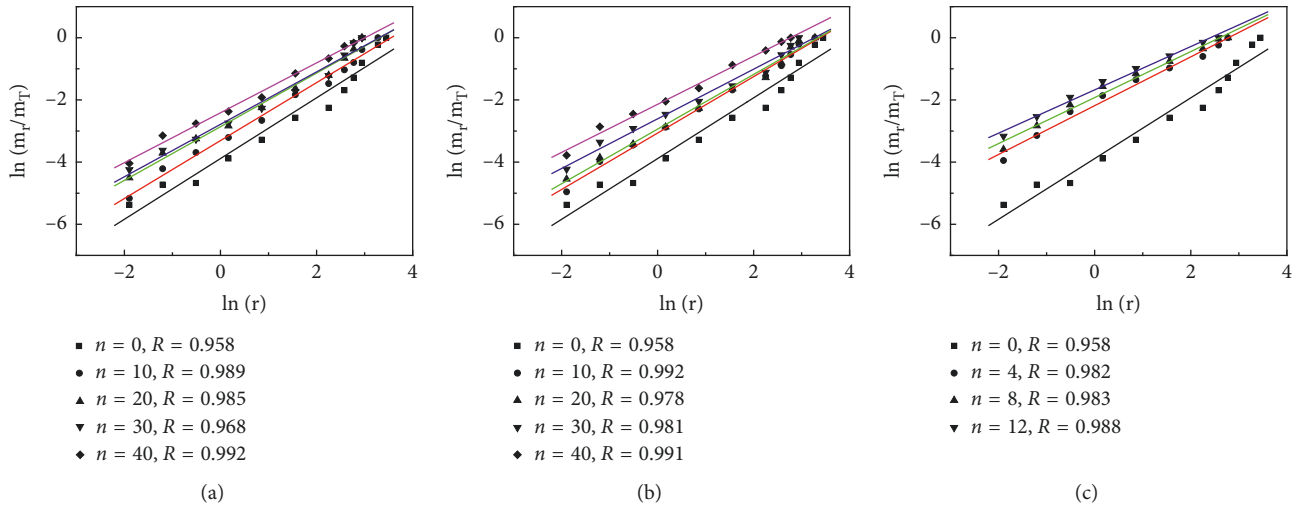 0
−2
−4
−6
ln (mr/mT)
−2 0 2 4
ln (r)
n = 0, R = 0.958
n = 10, R = 0.989
n = 20, R = 0.985
n = 30, R = 0.968
n = 40, R = 0.992
(a)
0
−2
−4
−6
ln (mr/mT)
−2 0 2 4
ln (r)
n = 0, R = 0.958
n = 10, R = 0.992
n = 20, R = 0.978
n = 30, R = 0.981
n = 40, R = 0.991
(b)
0
−2
−4
−6
ln (mr/mT)
−2 0 2 4
ln (r)
n = 0, R = 0.958
n = 4, R = 0.982
n = 8, R = 0.983
n = 12, R = 0.988
(c)